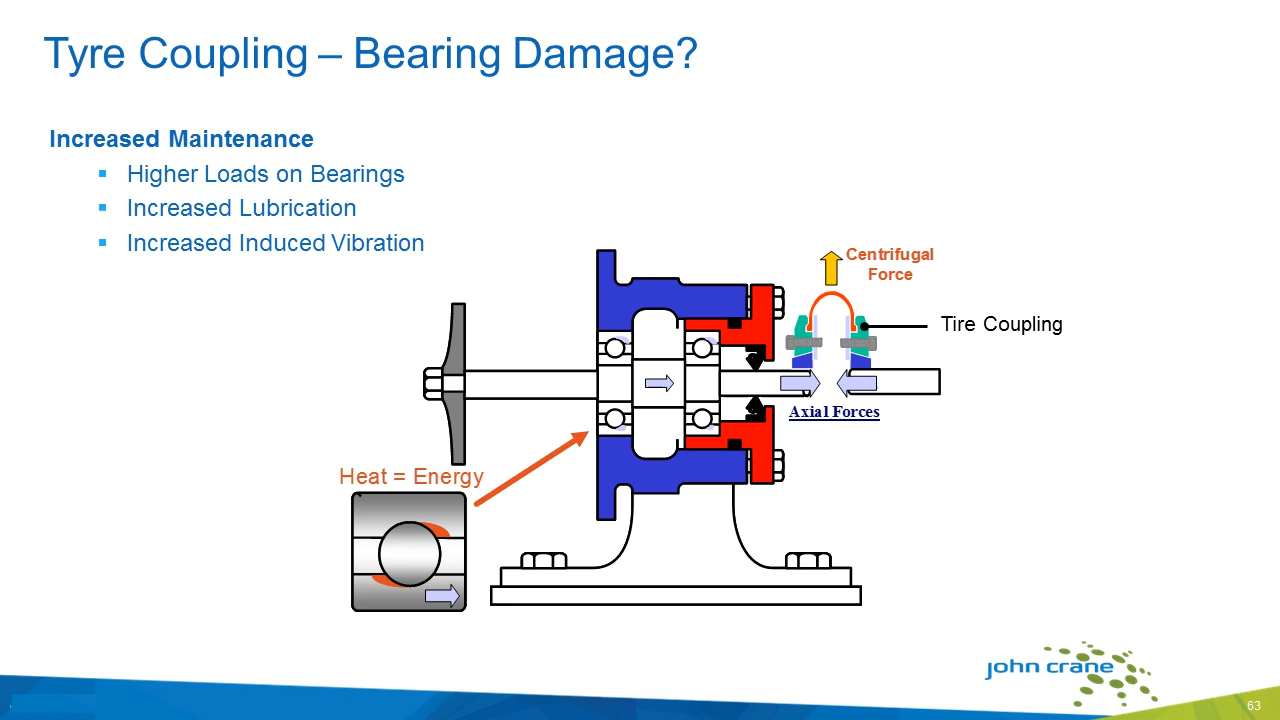 Tyre Coupling – Bearing Damage?
Increased Maintenance
▪ Higher Loads on Bearings
▪ Increased Lubrication
▪ Increased Induced Vibration
Centrifugal
Force
Tire Coupling
Axial Forces
Heat = Energy
john crane
63